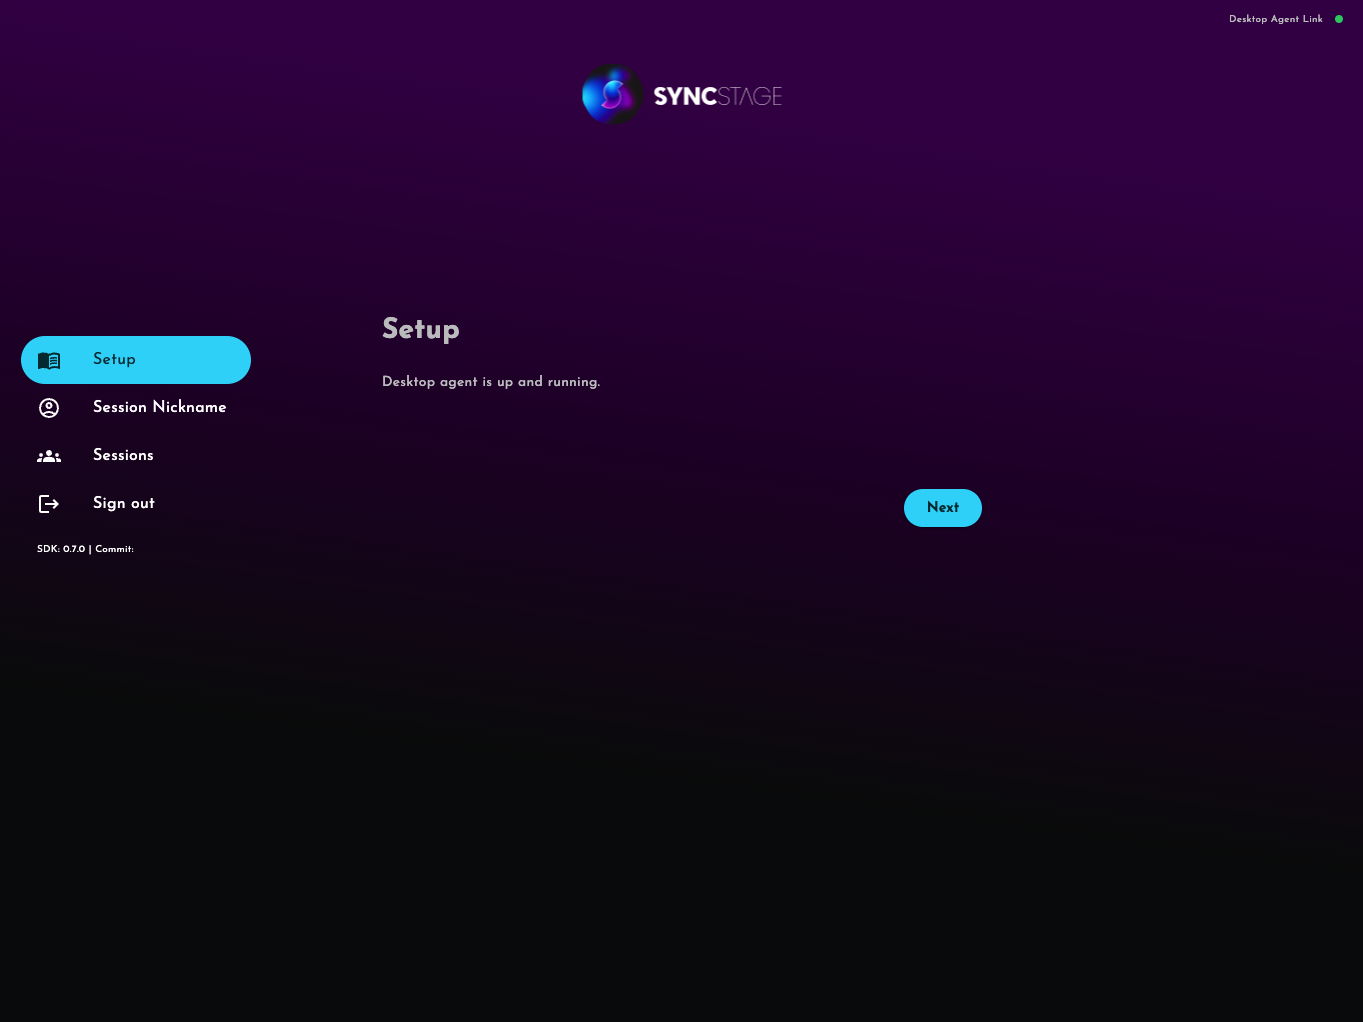 Desktop Agent Link
SYNCSTAGE
Setup
Session Nickname
Sessions
Sign out
SDK: 0.7.0 | Commit:
Setup
Desktop agent is up and running.
Next